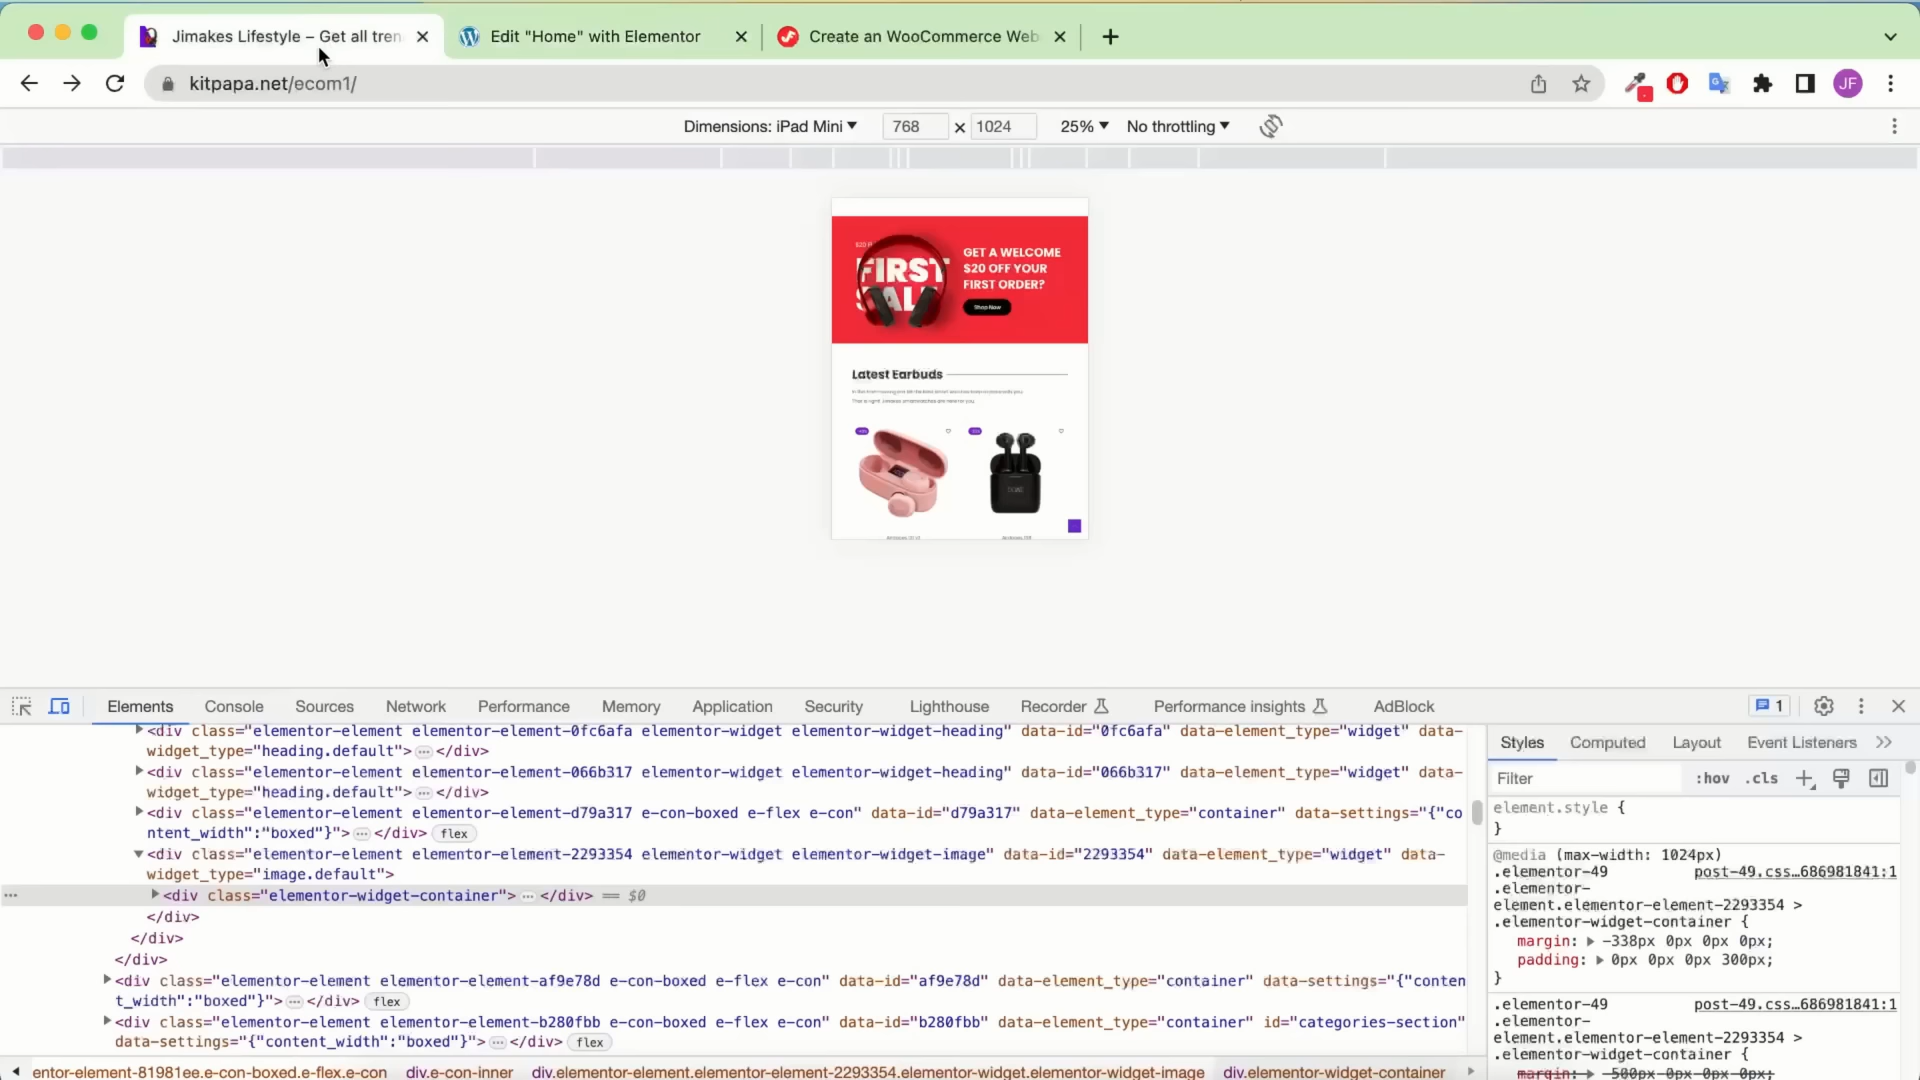 Jimakes Lifestyle – Get all tren
Edit "Home" with Elementor
Create an WooCommerce Web
kitpapa.net/ecom1/
JF
Dimensions: iPad Mini
768
×
1024
25%
No throttling
FIRST
SALE
GET A WELCOME
$20 OFF YOUR
FIRST ORDER?
Shop Now
Latest Earbuds
Elements
Console
Sources
Network
Performance
Memory
Application
Security
Lighthouse
Recorder
Performance insights
AdBlock
1
<div class="elementor-element elementor-element-0fc6afa elementor-widget elementor-widget-heading" data-id="0fc6afa" data-element_type="widget" data-
widget_type="heading.default"> … </div>
<div class="elementor-element elementor-element-066b317 elementor-widget elementor-widget-heading" data-id="066b317" data-element_type="widget" data-
widget_type="heading.default"> … </div>
<div class="elementor-element elementor-element-d79a317 e-con-boxed e-flex e-con" data-id="d79a317" data-element_type="container" data-settings="{"co
ntent_width":"boxed"}"> … </div> flex
<div class="elementor-element elementor-element-2293354 elementor-widget elementor-widget-image" data-id="2293354" data-element_type="widget" data-
widget_type="image.default">
<div class="elementor-widget-container"> … </div> == $0
</div>
</div>
</div>
<div class="elementor-element elementor-element-af9e78d e-con-boxed e-flex e-con" data-id="af9e78d" data-element_type="container" data-settings="{"conten
t_width":"boxed"}"> … </div> flex
<div class="elementor-element elementor-element-b280fbb e-con-boxed e-flex e-con" data-id="b280fbb" data-element_type="container" id="categories-section"
data-settings="{"content_width":"boxed"}"> … </div> flex
entor-element-81981ee.e-con-boxed.e-flex.e-con
div.e-con-inner
div.elementor-element.elementor-element-2293354.elementor-widget.elementor-widget-image
div.elementor-widget-container
Styles
Computed
Layout
Event Listeners
Filter
:hov
.cls
element.style {
}
@media (max-width: 1024px)
.elementor-49 post-49.css…686981841:1
.elementor-
element.elementor-element-2293354 >
.elementor-widget-container {
margin: -338px 0px 0px 0px;
padding: 0px 0px 0px 300px;
}
.elementor-49 post-49.css…686981841:1
.elementor-
element.elementor-element-2293354 >
.elementor-widget-container {
margin: -500px 0px 0px 0px;